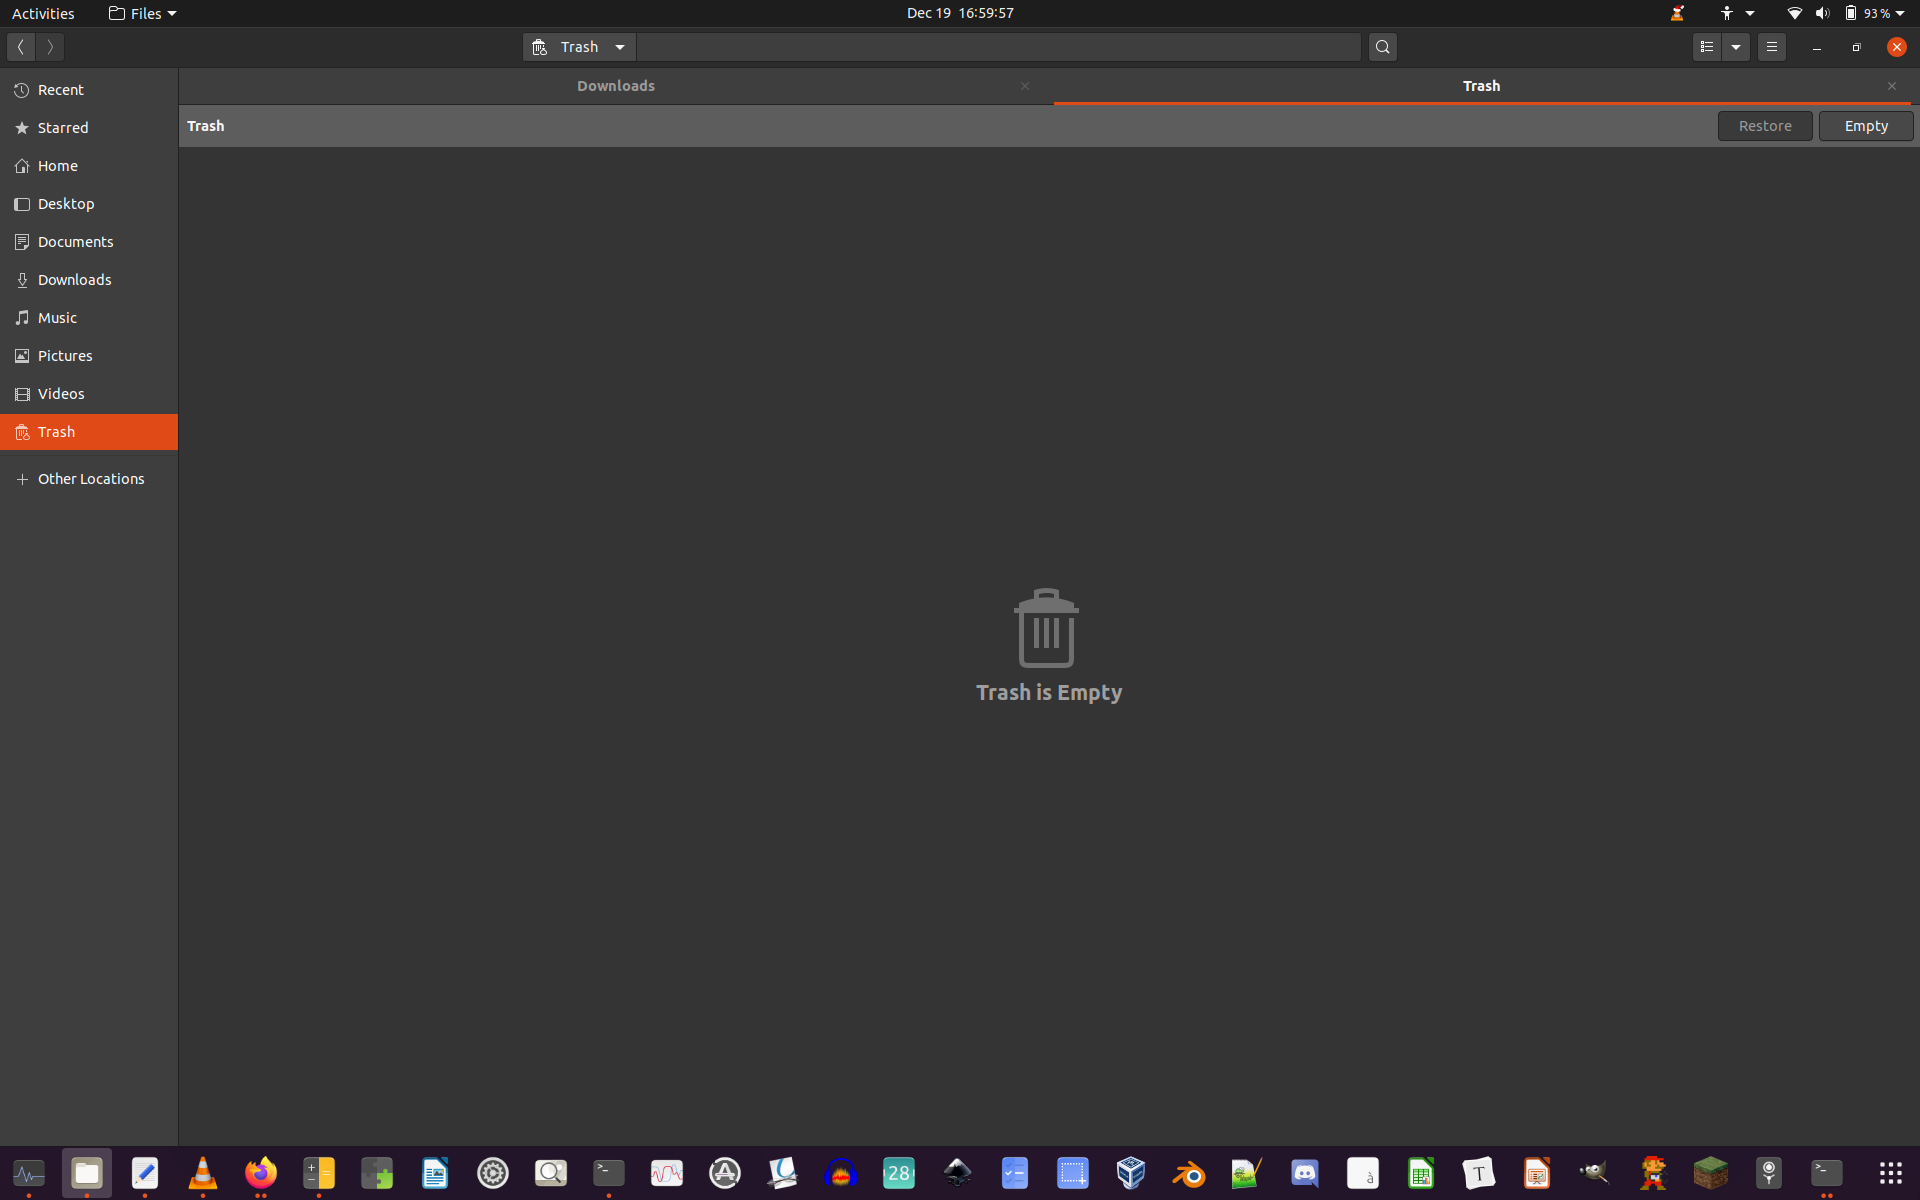 Activities
Files
Dec 19 16:59:57
93 %
Trash
Downloads
Trash
Recent
Starred
Home
Desktop
Documents
Downloads
Music
Pictures
Videos
Trash
Other Locations
Trash
Restore
Empty
Trash is Empty
28